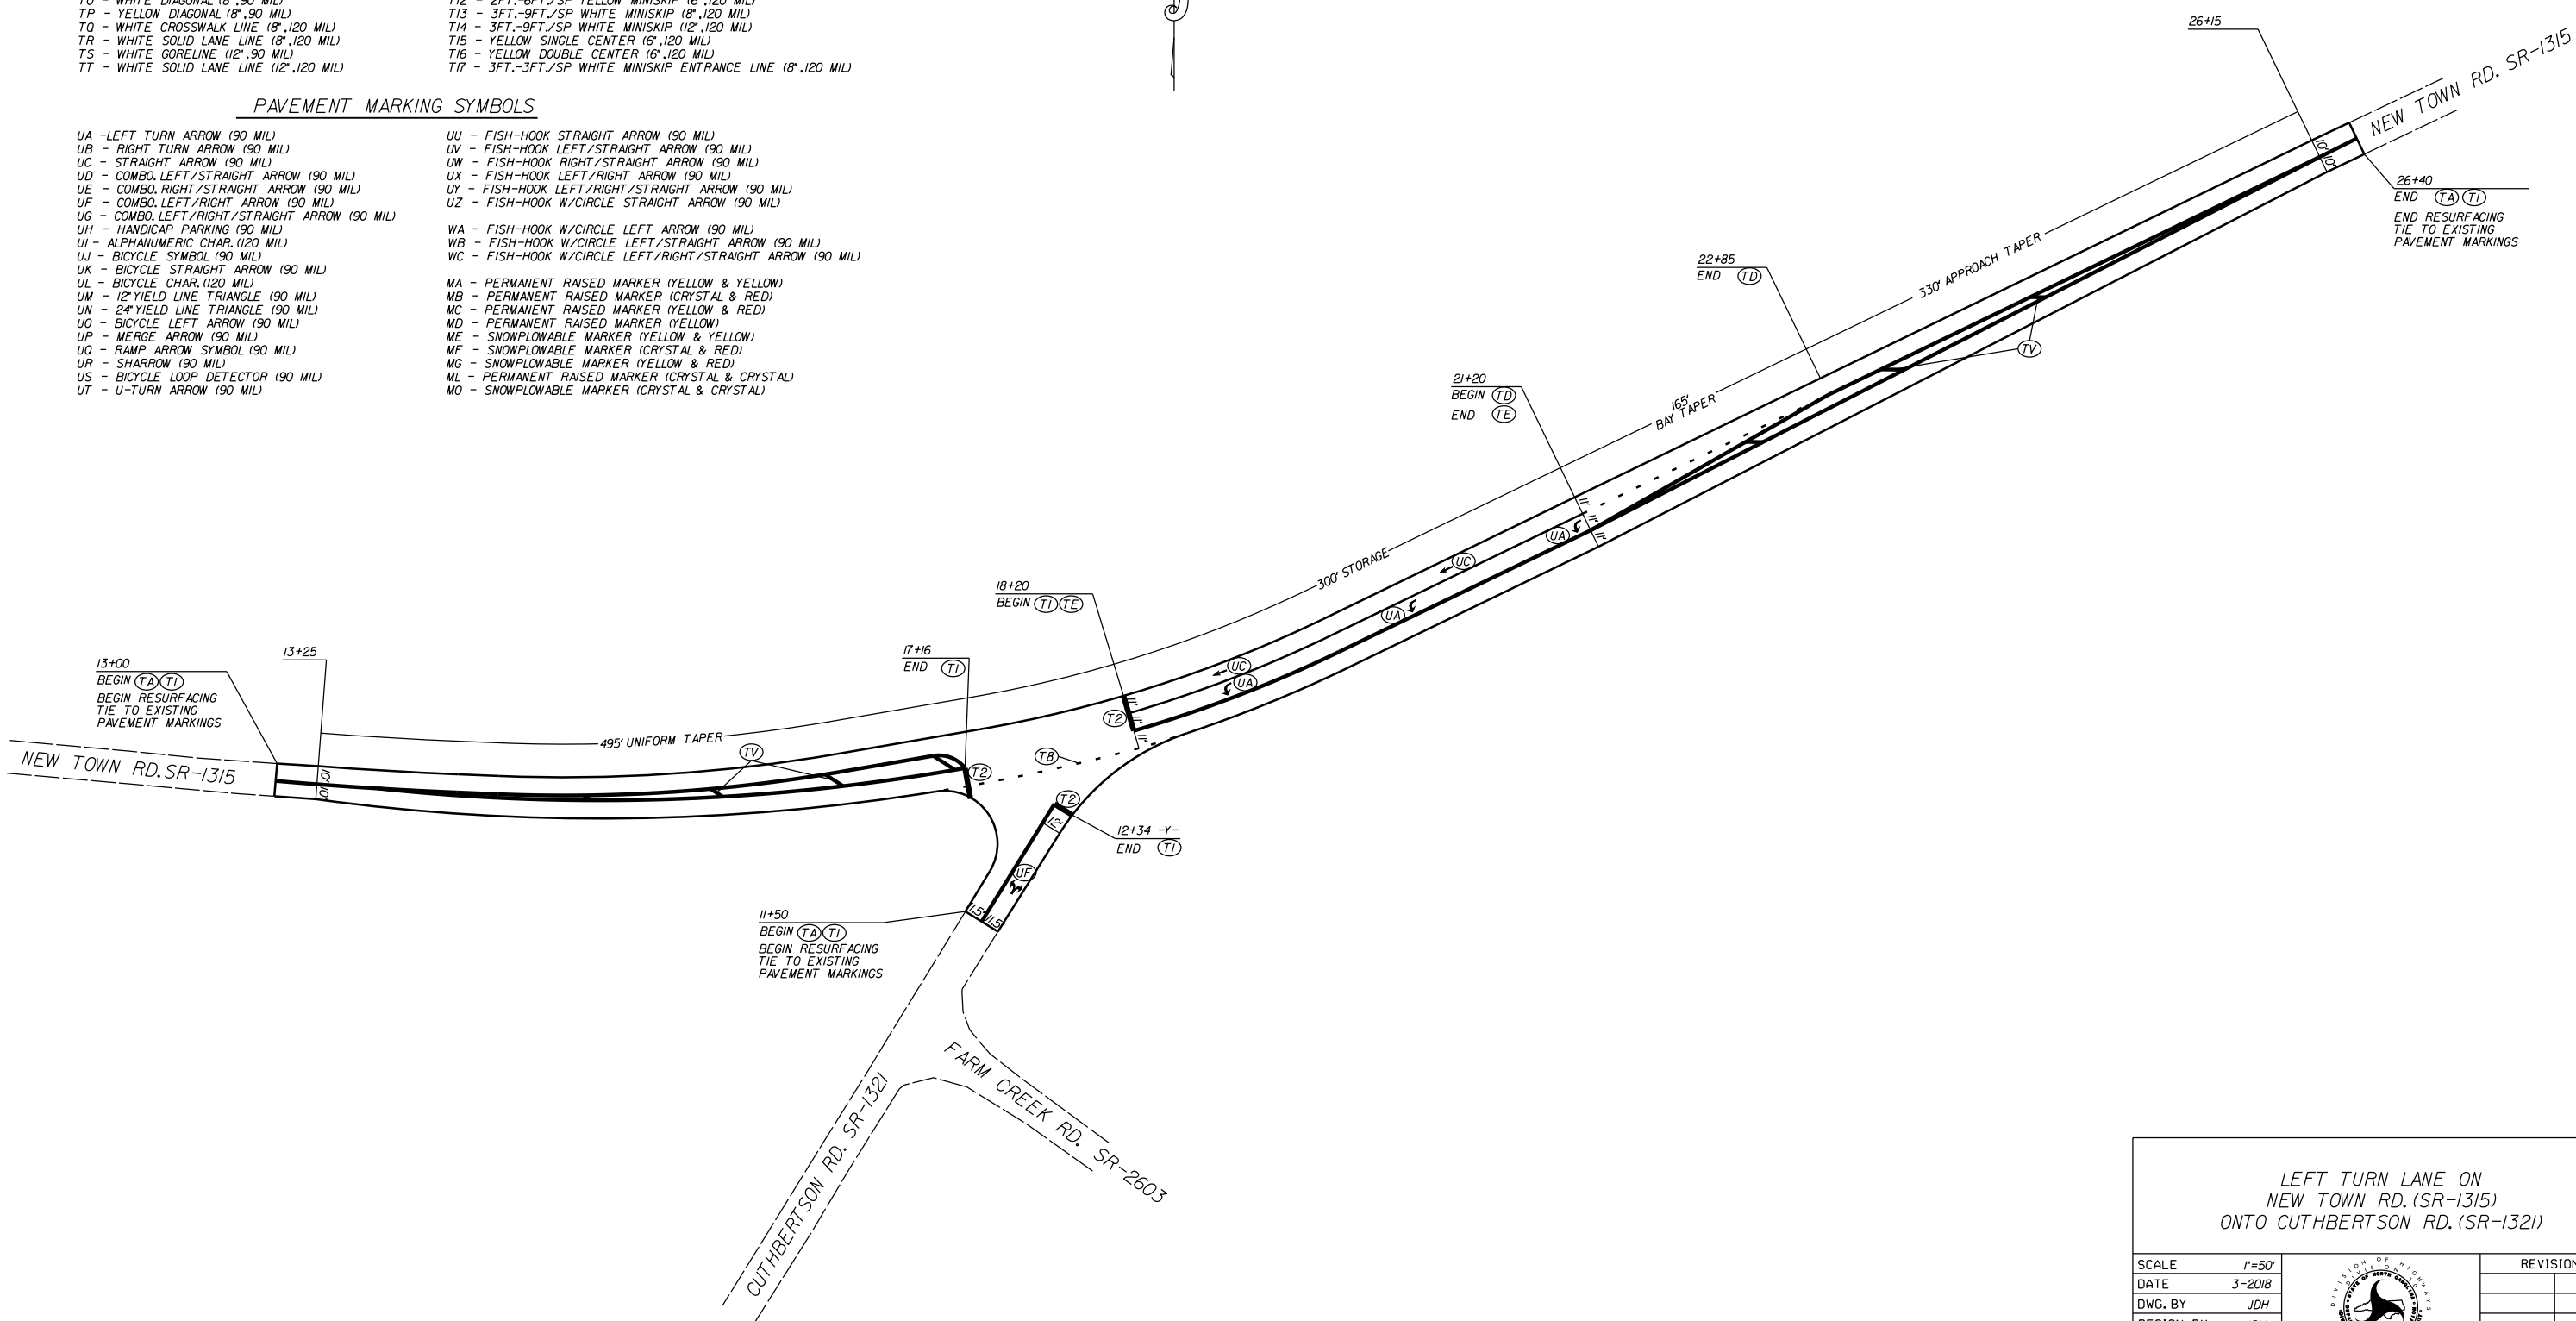 TO - WHITE DIAGONAL (8",90 MIL)
TP - YELLOW DIAGONAL (8",90 MIL)
TQ - WHITE CROSSWALK LINE (8",120 MIL)
TR - WHITE SOLID LANE LINE (8",120 MIL)
TS - WHITE GORELINE (12",90 MIL)
TT - WHITE SOLID LANE LINE (12",120 MIL)
T12 - 2FT.-6FT./SP YELLOW MINISKIP (6",120 MIL)
T13 - 3FT.-9FT./SP WHITE MINISKIP (8",120 MIL)
T14 - 3FT.-9FT./SP WHITE MINISKIP (12",120 MIL)
T15 - YELLOW SINGLE CENTER (6",120 MIL)
T16 - YELLOW DOUBLE CENTER (6",120 MIL)
T17 - 3FT.-3FT./SP WHITE MINISKIP ENTRANCE LINE (8",120 MIL)
PAVEMENT MARKING SYMBOLS
UA -LEFT TURN ARROW (90 MIL)
UB - RIGHT TURN ARROW (90 MIL)
UC - STRAIGHT ARROW (90 MIL)
UD - COMBO. LEFT/STRAIGHT ARROW (90 MIL)
UE - COMBO. RIGHT/STRAIGHT ARROW (90 MIL)
UF - COMBO. LEFT/RIGHT ARROW (90 MIL)
UG - COMBO. LEFT/RIGHT/STRAIGHT ARROW (90 MIL)
UH - HANDICAP PARKING (90 MIL)
UI - ALPHANUMERIC CHAR. (120 MIL)
UJ - BICYCLE SYMBOL (90 MIL)
UK - BICYCLE STRAIGHT ARROW (90 MIL)
UL - BICYCLE CHAR. (120 MIL)
UM - 12" YIELD LINE TRIANGLE (90 MIL)
UN - 24" YIELD LINE TRIANGLE (90 MIL)
UO - BICYCLE LEFT ARROW (90 MIL)
UP - MERGE ARROW (90 MIL)
UQ - RAMP ARROW SYMBOL (90 MIL)
UR - SHARROW (90 MIL)
US - BICYCLE LOOP DETECTOR (90 MIL)
UT - U-TURN ARROW (90 MIL)
UU - FISH-HOOK STRAIGHT ARROW (90 MIL)
UV - FISH-HOOK LEFT/STRAIGHT ARROW (90 MIL)
UW - FISH-HOOK RIGHT/STRAIGHT ARROW (90 MIL)
UX - FISH-HOOK LEFT/RIGHT ARROW (90 MIL)
UY - FISH-HOOK LEFT/RIGHT/STRAIGHT ARROW (90 MIL)
UZ - FISH-HOOK W/CIRCLE STRAIGHT ARROW (90 MIL)
WA - FISH-HOOK W/CIRCLE LEFT ARROW (90 MIL)
WB - FISH-HOOK W/CIRCLE LEFT/STRAIGHT ARROW (90 MIL)
WC - FISH-HOOK W/CIRCLE LEFT/RIGHT/STRAIGHT ARROW (90 MIL)
MA - PERMANENT RAISED MARKER (YELLOW & YELLOW)
MB - PERMANENT RAISED MARKER (CRYSTAL & RED)
MC - PERMANENT RAISED MARKER (YELLOW & RED)
MD - PERMANENT RAISED MARKER (YELLOW)
ME - SNOWPLOWABLE MARKER (YELLOW & YELLOW)
MF - SNOWPLOWABLE MARKER (CRYSTAL & RED)
MG - SNOWPLOWABLE MARKER (YELLOW & RED)
ML - PERMANENT RAISED MARKER (CRYSTAL & CRYSTAL)
MO - SNOWPLOWABLE MARKER (CRYSTAL & CRYSTAL)
26+15
NEW TOWN RD. SR-1315
10' 10'
26+40
END TA TI
END RESURFACING
TIE TO EXISTING
PAVEMENT MARKINGS
330' APPROACH TAPER
22+85
END TD
TV
165'
BAY TAPER
21+20
BEGIN TD
END TE
11' 11' 11'
UA
UC
300' STORAGE
UA
18+20
BEGIN TI TE
UC
UA
11' 11' 11'
T2
17+16
END TI
T8
T2
13+00
BEGIN TA TI
BEGIN RESURFACING
TIE TO EXISTING
PAVEMENT MARKINGS
13+25
495' UNIFORM TAPER
TV
NEW TOWN RD. SR-1315
10' 10'
T2
12'
12+34 -Y-
END TI
UF
11.5' 11.5'
11+50
BEGIN TA TI
BEGIN RESURFACING
TIE TO EXISTING
PAVEMENT MARKINGS
FARM CREEK RD. SR-2603
CUTHBERTSON RD. SR-1321
LEFT TURN LANE ON
NEW TOWN RD. (SR-1315)
ONTO CUTHBERTSON RD. (SR-1321)
SCALE 1"=50'
DATE 3-2018
DWG. BY JDH
DIVISION OF HIGHWAYS
DIVISION 10
STATE OF NORTH CAROLINA
REVISION